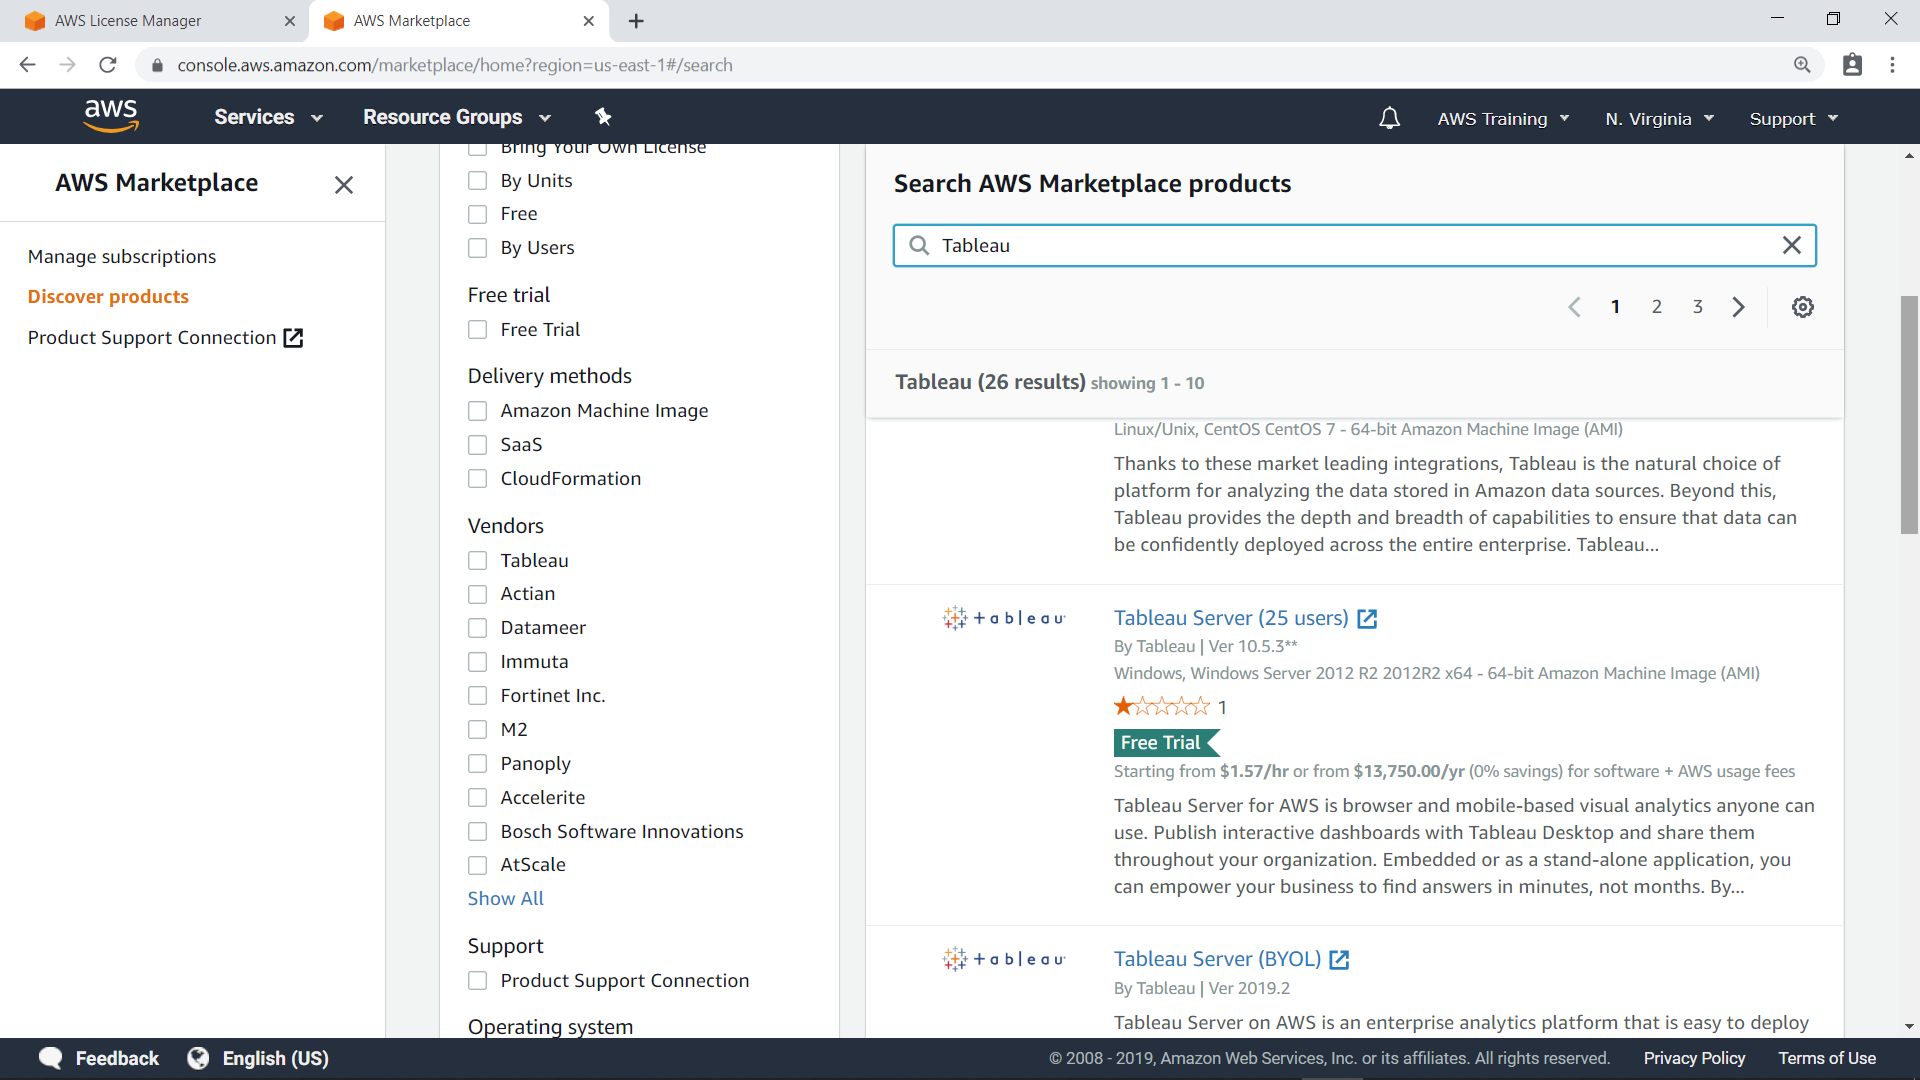 AWS License Manager
AWS Marketplace
console.aws.amazon.com/marketplace/home?region=us-east-1#/search
aws
Services
Resource Groups
AWS Training
N. Virginia
Support
AWS Marketplace
Manage subscriptions
Discover products
Product Support Connection
Bring Your Own License
By Units
Free
By Users
Free trial
Free Trial
Delivery methods
Amazon Machine Image
SaaS
CloudFormation
Vendors
Tableau
Actian
Datameer
Immuta
Fortinet Inc.
M2
Panoply
Accelerite
Bosch Software Innovations
AtScale
Show All
Support
Product Support Connection
Operating system
Search AWS Marketplace products
Tableau
1 2 3
Tableau (26 results) showing 1 - 10
Linux/Unix, CentOS CentOS 7 - 64-bit Amazon Machine Image (AMI)
Thanks to these market leading integrations, Tableau is the natural choice of
platform for analyzing the data stored in Amazon data sources. Beyond this,
Tableau provides the depth and breadth of capabilities to ensure that data can
be confidently deployed across the entire enterprise. Tableau...
tableau
Tableau Server (25 users)
By Tableau | Ver 10.5.3**
Windows, Windows Server 2012 R2 2012R2 x64 - 64-bit Amazon Machine Image (AMI)
1
Free Trial
Starting from $1.57/hr or from $13,750.00/yr (0% savings) for software + AWS usage fees
Tableau Server for AWS is browser and mobile-based visual analytics anyone can
use. Publish interactive dashboards with Tableau Desktop and share them
throughout your organization. Embedded or as a stand-alone application, you
can empower your business to find answers in minutes, not months. By...
tableau
Tableau Server (BYOL)
By Tableau | Ver 2019.2
Tableau Server on AWS is an enterprise analytics platform that is easy to deploy
Feedback
English (US)
© 2008 - 2019, Amazon Web Services, Inc. or its affiliates. All rights reserved.
Privacy Policy
Terms of Use